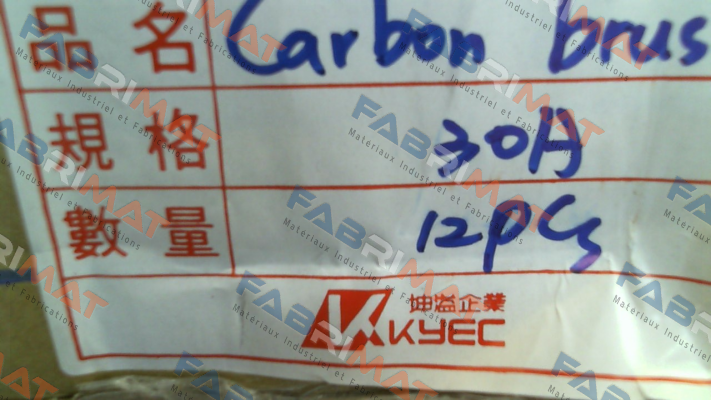 品名 Carbon brus
規格 30A
數量 12pcs
坤溢企業
KYEC
FABRIMAT
Matériaux Industriel et Fabrications